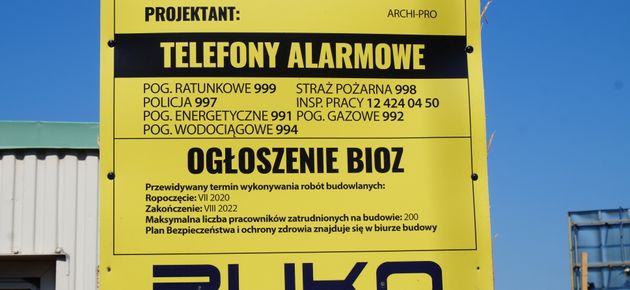 PROJEKTANT: ARCHI-PRO
TELEFONY ALARMOWE
POG. RATUNKOWE 999 STRAŻ POŻARNA 998
POLICJA 997 INSP. PRACY 12 424 04 50
POG. ENERGETYCZNE 991 POG. GAZOWE 992
POG. WODOCIĄGOWE 994
OGŁOSZENIE BIOZ
Przewidywany termin wykonywania robót budowlanych:
Ropoczęcie: VII 2020
Zakończenie: VIII 2022
Maksymalna liczba pracowników zatrudnionych na budowie: 200
Plan Bezpieczeństwa i ochrony zdrowia znajduje się w biurze budowy